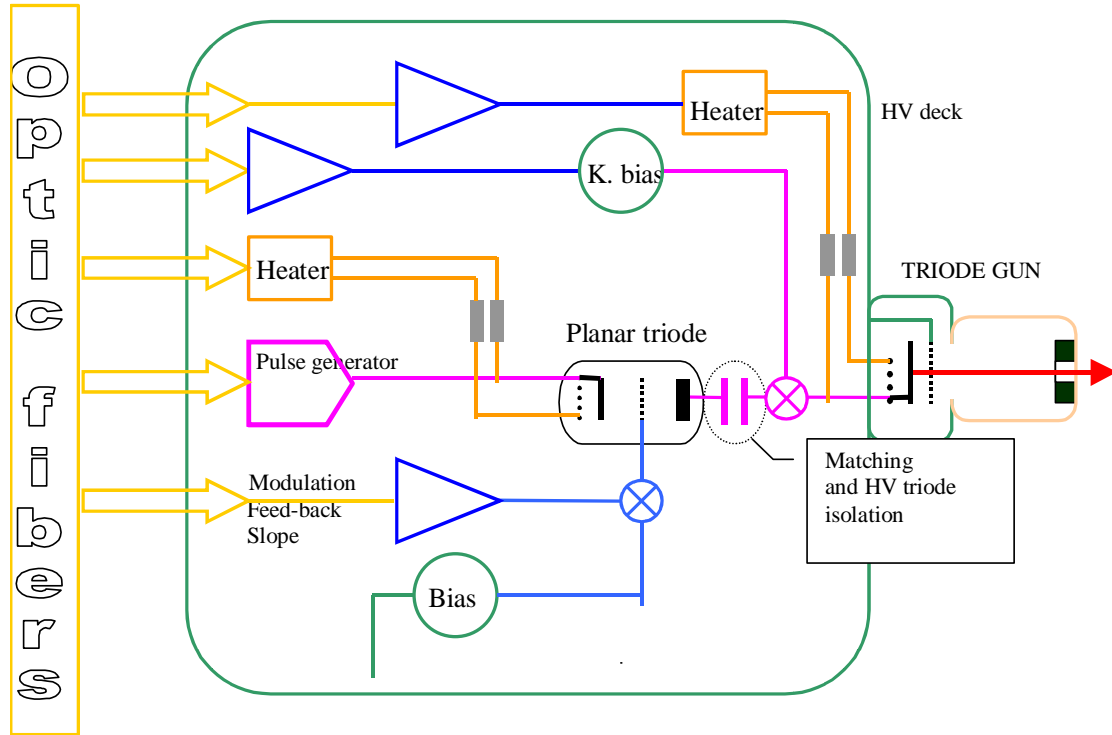 Optic fibers
Heater
HV deck
K. bias
Heater
TRIODE GUN
Planar triode
Pulse generator
Matching
and HV triode
isolation
Modulation
Feed-back
Slope
Bias
.